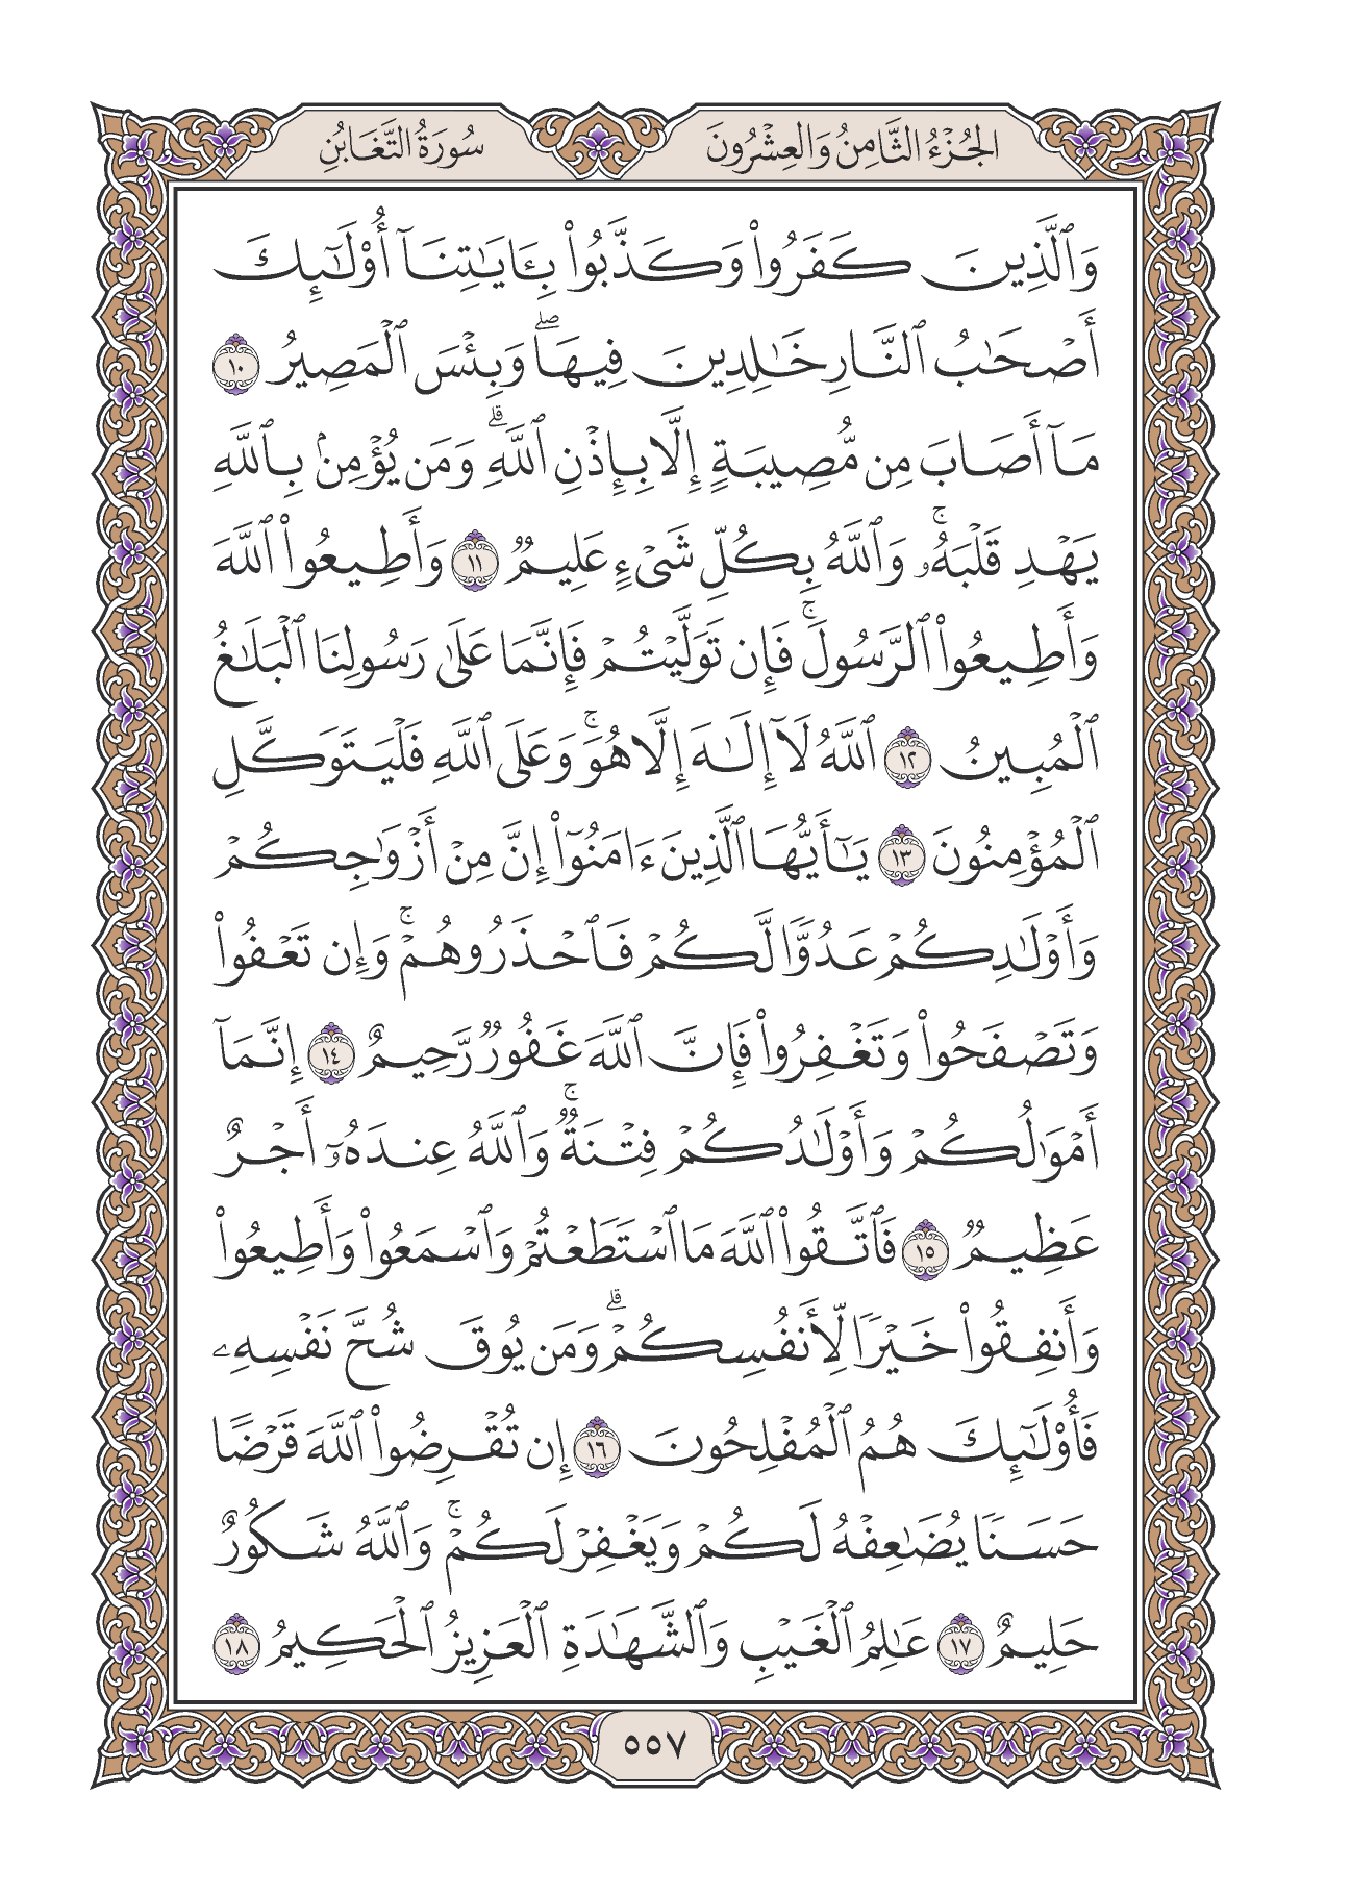 الجُزْءُ الثَّامِنُ وَالعِشْرُونَ
سُورَةُ التَّغَابُنِ
وَٱلَّذِينَ كَفَرُواْ وَكَذَّبُواْ بِـَٔايَٰتِنَآ أُوْلَٰٓئِكَ
أَصْحَٰبُ ٱلنَّارِ خَٰلِدِينَ فِيهَاۖ وَبِئْسَ ٱلْمَصِيرُ ١٠
مَآ أَصَابَ مِن مُّصِيبَةٍ إِلَّا بِإِذْنِ ٱللَّهِۗ وَمَن يُؤْمِنۢ بِٱللَّهِ
يَهْدِ قَلْبَهُۥۚ وَٱللَّهُ بِكُلِّ شَىْءٍ عَلِيمٌ ١١ وَأَطِيعُواْ ٱللَّهَ
وَأَطِيعُواْ ٱلرَّسُولَۚ فَإِن تَوَلَّيْتُمْ فَإِنَّمَا عَلَىٰ رَسُولِنَا ٱلْبَلَٰغُ
ٱلْمُبِينُ ١٢ ٱللَّهُ لَآ إِلَٰهَ إِلَّا هُوَۚ وَعَلَى ٱللَّهِ فَلْيَتَوَكَّلِ
ٱلْمُؤْمِنُونَ ١٣ يَٰٓأَيُّهَا ٱلَّذِينَ ءَامَنُوٓاْ إِنَّ مِنْ أَزْوَٰجِكُمْ
وَأَوْلَٰدِكُمْ عَدُوًّا لَّكُمْ فَٱحْذَرُوهُمْۚ وَإِن تَعْفُواْ
وَتَصْفَحُواْ وَتَغْفِرُواْ فَإِنَّ ٱللَّهَ غَفُورٌ رَّحِيمٌ ١٤ إِنَّمَآ
أَمْوَٰلُكُمْ وَأَوْلَٰدُكُمْ فِتْنَةٌۚ وَٱللَّهُ عِندَهُۥٓ أَجْرٌ
عَظِيمٌ ١٥ فَٱتَّقُواْ ٱللَّهَ مَا ٱسْتَطَعْتُمْ وَٱسْمَعُواْ وَأَطِيعُواْ
وَأَنفِقُواْ خَيْرًا لِّأَنفُسِكُمْۗ وَمَن يُوقَ شُحَّ نَفْسِهِۦ
فَأُوْلَٰٓئِكَ هُمُ ٱلْمُفْلِحُونَ ١٦ إِن تُقْرِضُواْ ٱللَّهَ قَرْضًا
حَسَنًا يُضَٰعِفْهُ لَكُمْ وَيَغْفِرْ لَكُمْۚ وَٱللَّهُ شَكُورٌ
حَلِيمٌ ١٧ عَٰلِمُ ٱلْغَيْبِ وَٱلشَّهَٰدَةِ ٱلْعَزِيزُ ٱلْحَكِيمُ ١٨
٥٥٧